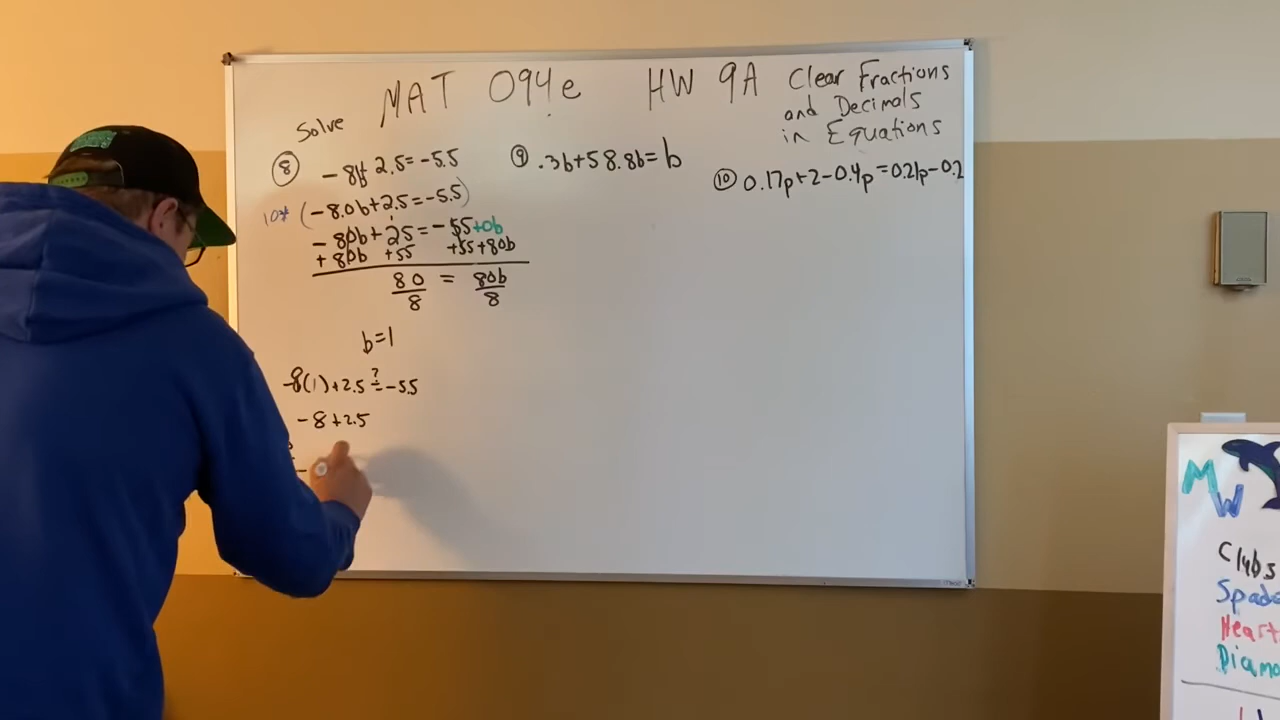 MAT 094e HW 9A Clear Fractions
and Decimals
in Equations
Solve
⑧ -8b+2.5=-5.5
10* (-8.0b+2.5=-5.5)
-80b+25=-55+0b
+80b +55 +55+80b
80/8 = 80b/8
b=1
-8(1)+2.5 ≟ -5.5
-8+2.5
⑨ .3b+58.8b=b
⑩ 0.17p+2-0.4p=0.21p-0.2
MW
Clubs